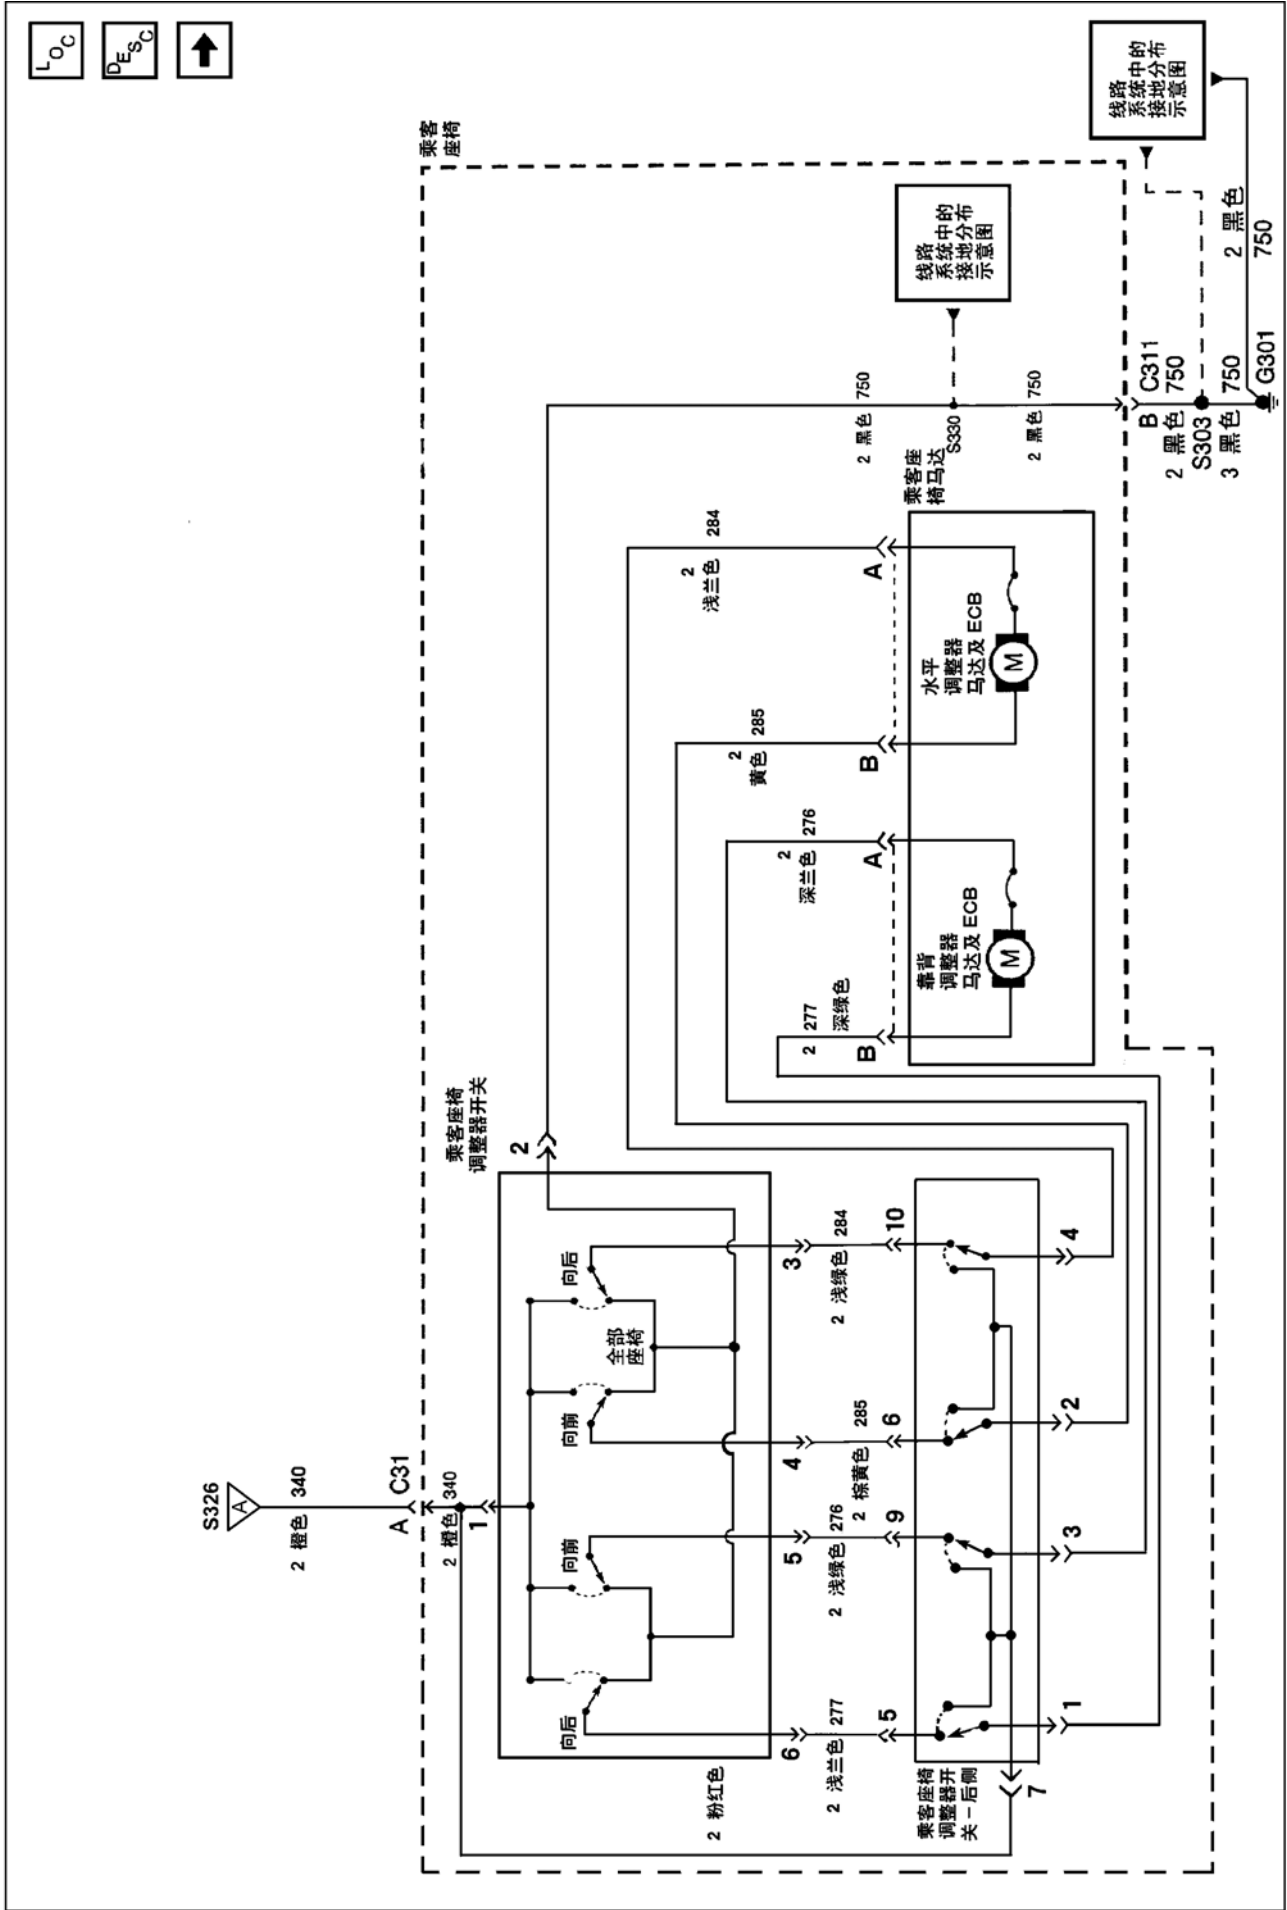 LOC
DESC
S326
A
2 橙色 340
A C31
2 橙色 340
1
乘客
座椅
乘客座椅
调整器开关
2
向后
向前
向前
向后
全部
座椅
6
5
4
3
2 粉红色
2 浅兰色 277
2 浅绿色 276
2 棕黄色 285
2 浅绿色 284
5
9
6
10
乘客座椅
调整器开
关－后侧
7
1
3
2
4
2 277
深绿色
B
2 276
深兰色
A
2 285
黄色
B
2 284
浅兰色
A
乘客座
椅马达
靠背
调整器
马达及 ECB
M
水平
调整器
马达及 ECB
M
2 黑色 750
S330
2 黑色 750
线路
系统中的
接地分布
示意图
B C311
2 黑色 750
S303
3 黑色 750
G301
2 黑色
750
线路
系统中的
接地分布
示意图